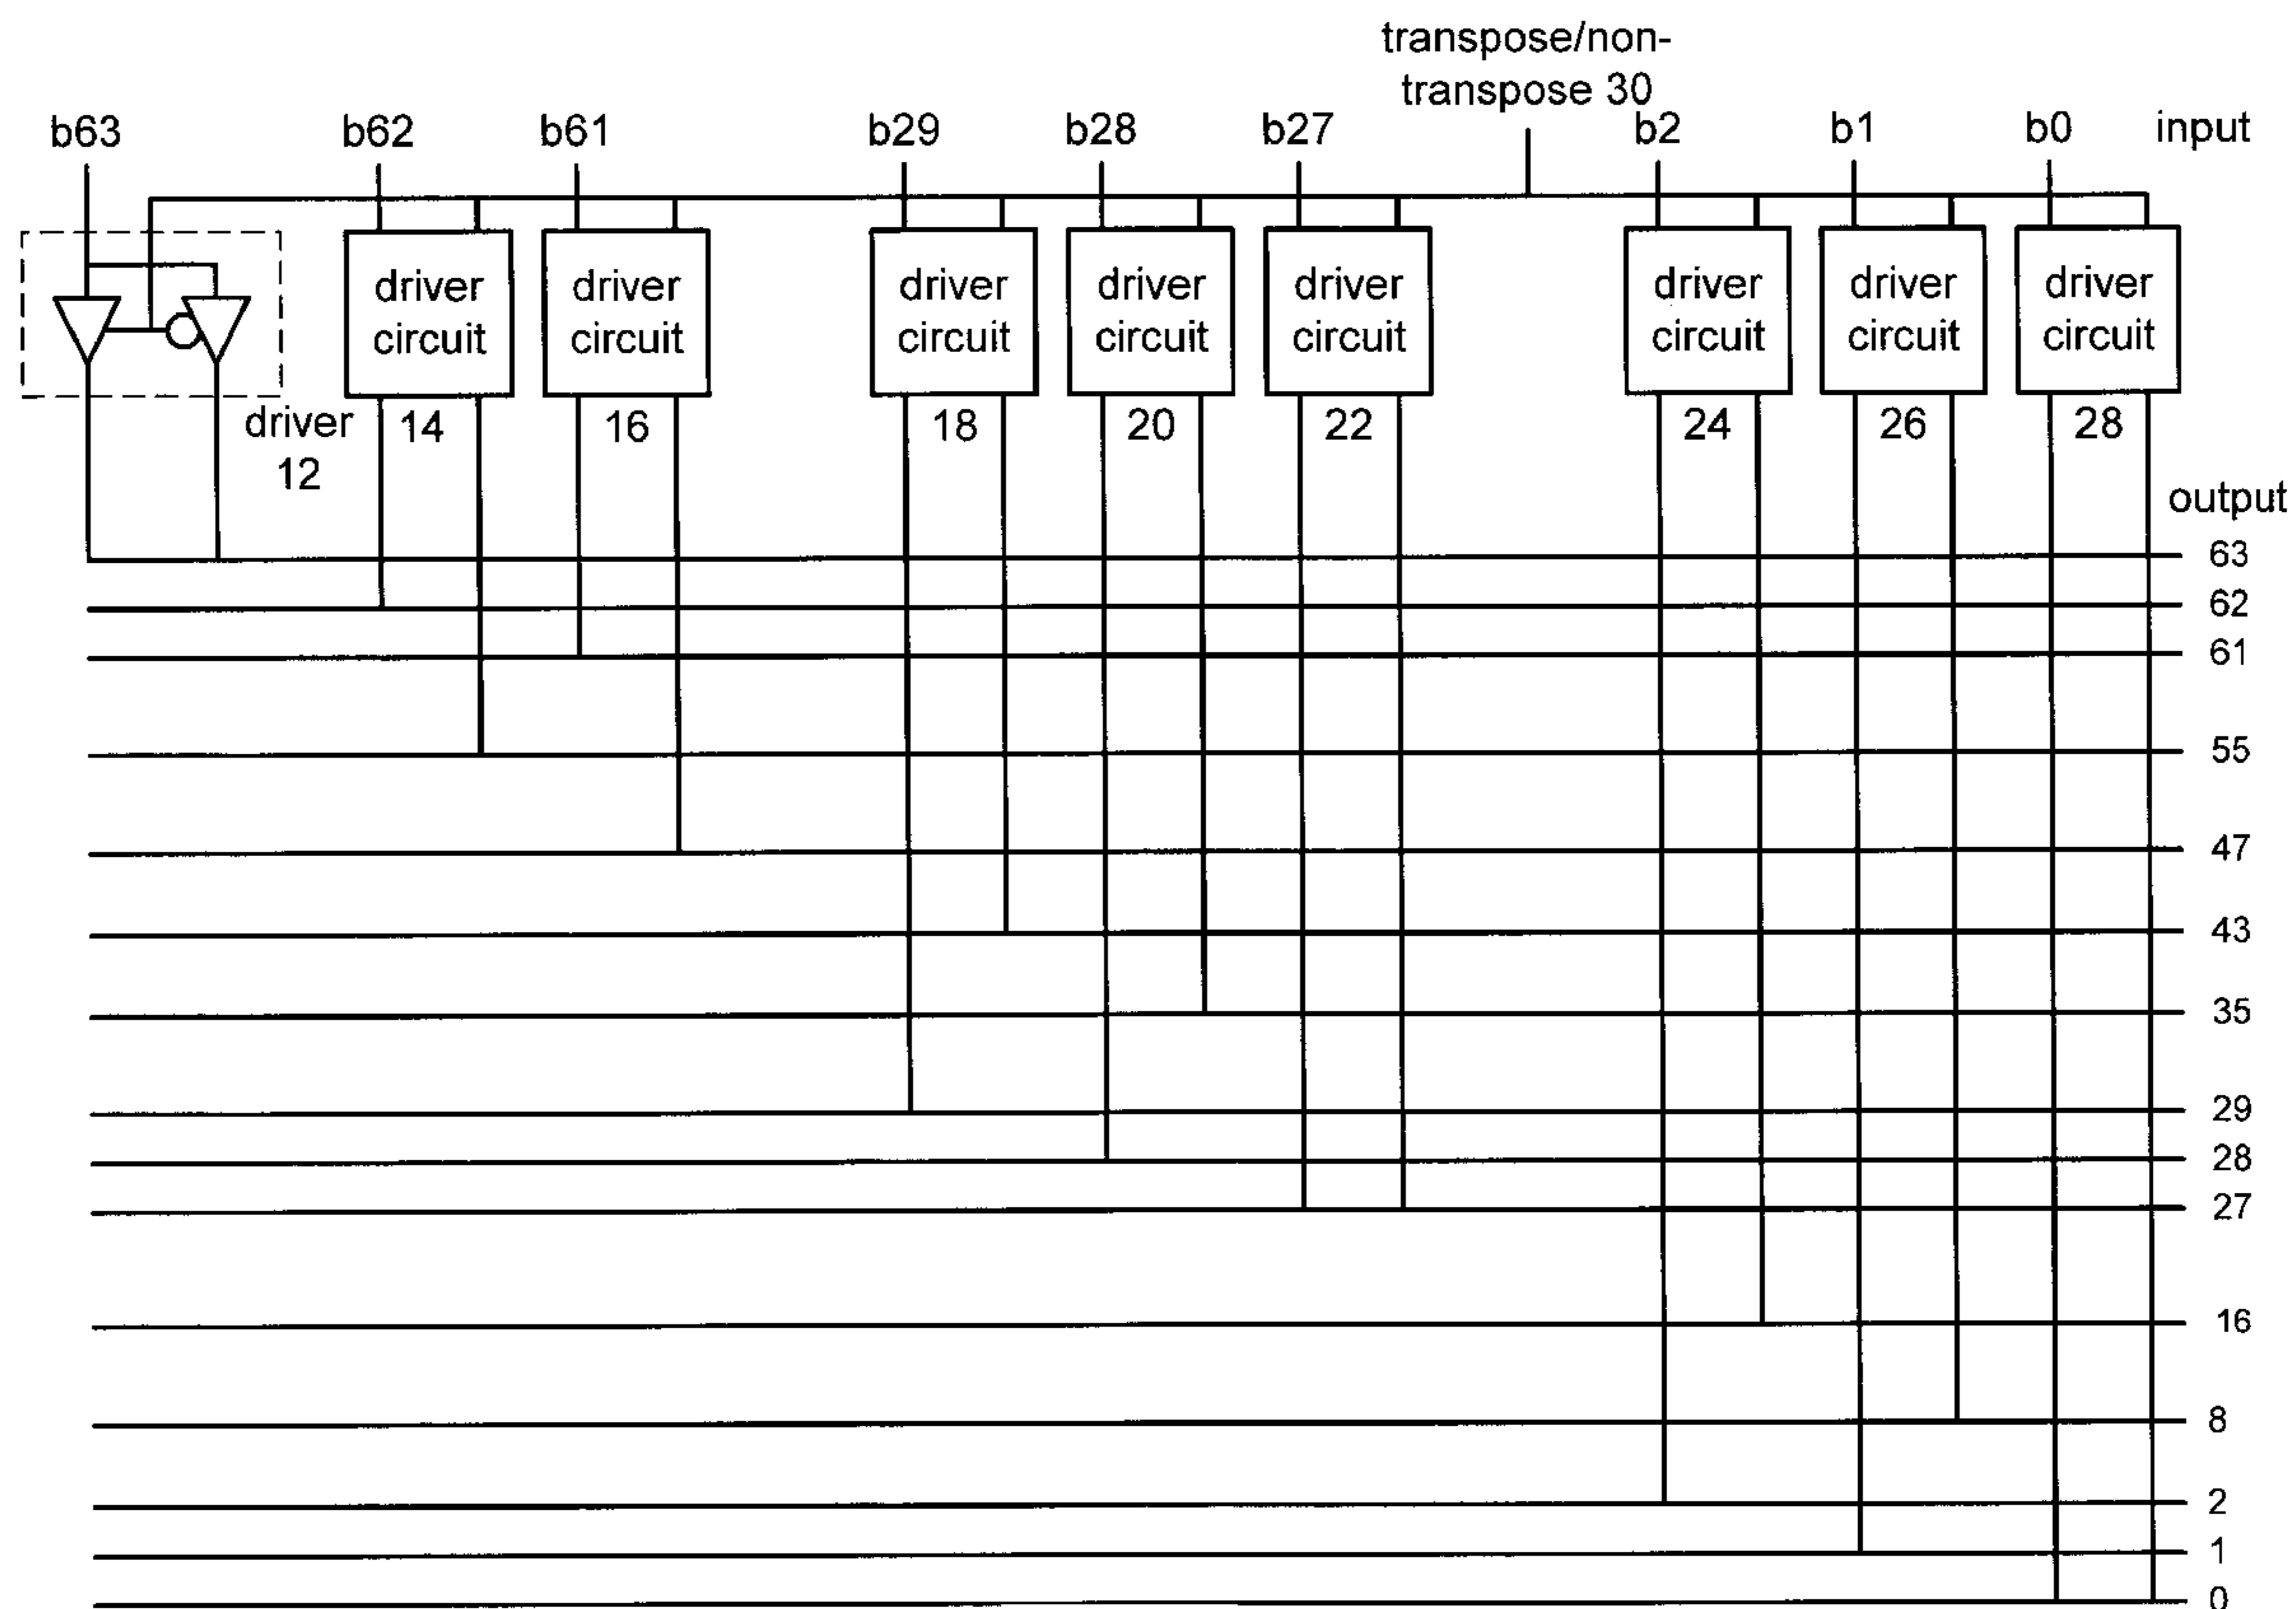 transpose/non-
transpose 30
b63 b62 b61 b29 b28 b27 b2 b1 b0 input
driver circuit
driver circuit
driver circuit
driver circuit
driver circuit
driver circuit
driver circuit
driver circuit
driver
12
14 16 18 20 22 24 26 28
output
63
62
61
55
47
43
35
29
28
27
16
8
2
1
0